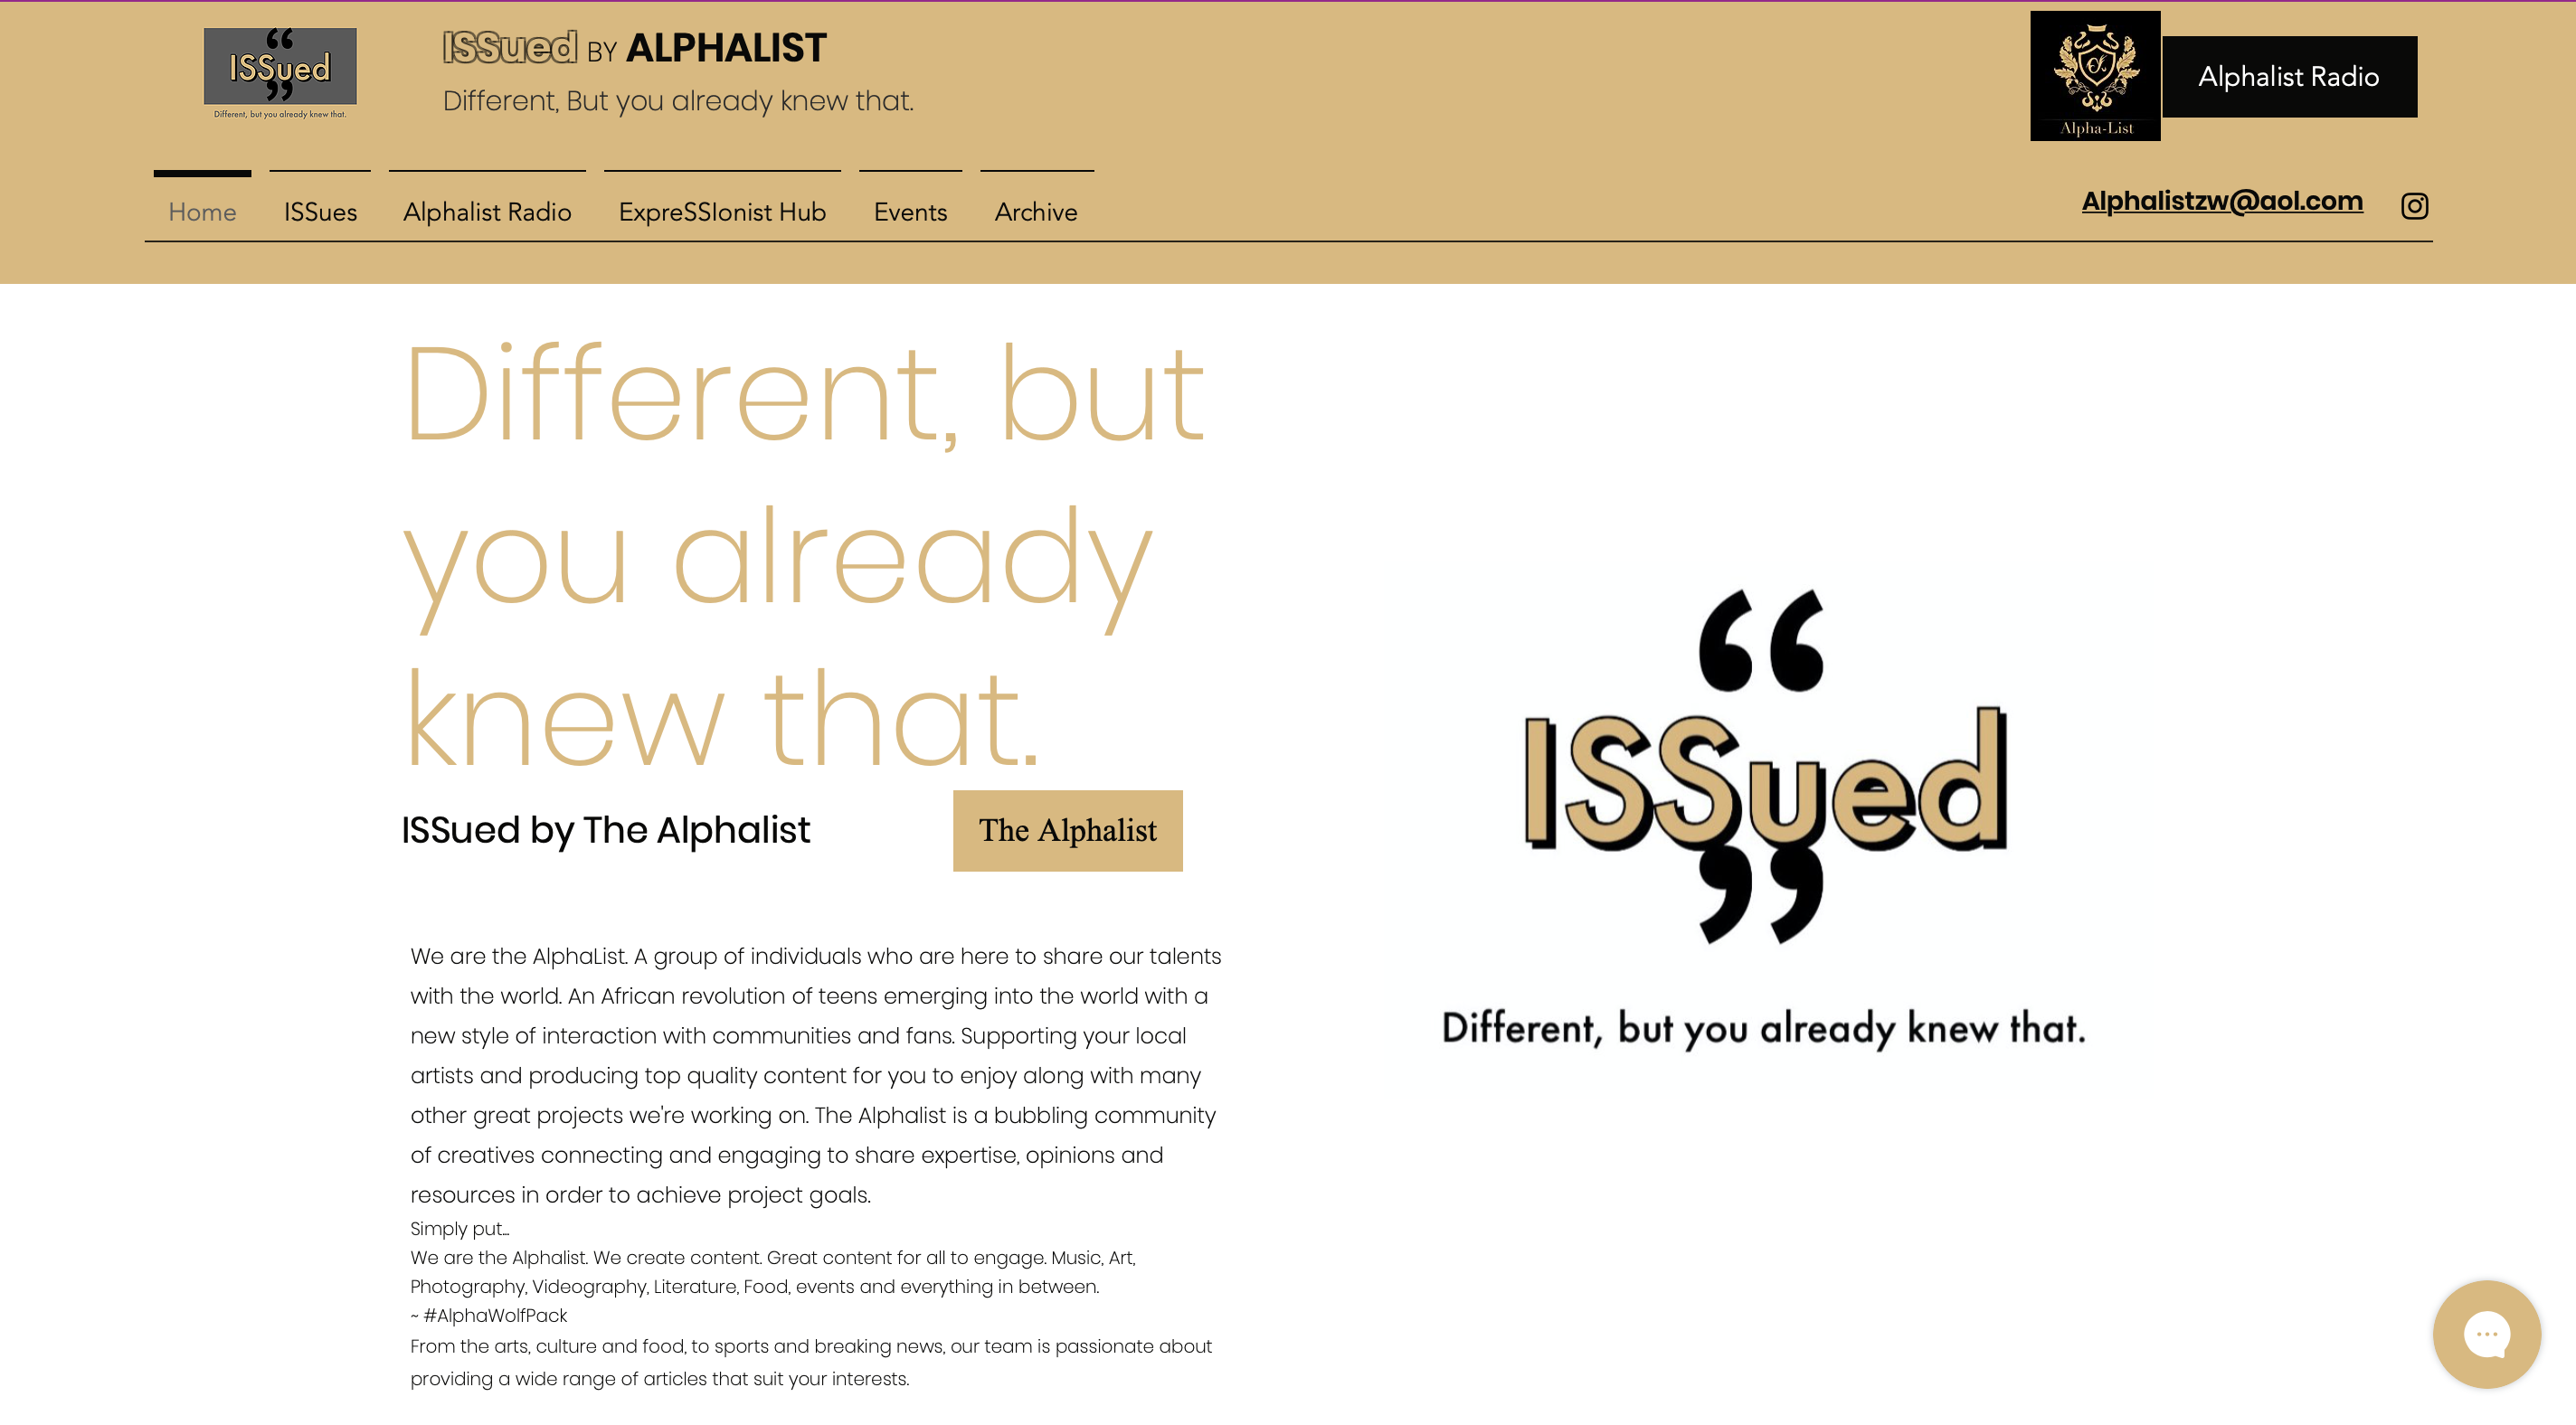 ISSued
Different, but you already knew that.
ISSued BY ALPHALIST
Different, But you already knew that.
Alpha-List
Alphalist Radio
Home
ISSues
Alphalist Radio
ExpreSSIonist Hub
Events
Archive
Alphalistzw@aol.com
Different, but
you already
knew that.
ISSued by The Alphalist
The Alphalist
We are the AlphaList. A group of individuals who are here to share our talents
with the world. An African revolution of teens emerging into the world with a
new style of interaction with communities and fans. Supporting your local
artists and producing top quality content for you to enjoy along with many
other great projects we're working on. The Alphalist is a bubbling community
of creatives connecting and engaging to share expertise, opinions and
resources in order to achieve project goals.
Simply put...
We are the Alphalist. We create content. Great content for all to engage. Music, Art,
Photography, Videography, Literature, Food, events and everything in between.
~ #AlphaWolfPack
From the arts, culture and food, to sports and breaking news, our team is passionate about
providing a wide range of articles that suit your interests.
“
ISSued
”
Different, but you already knew that.